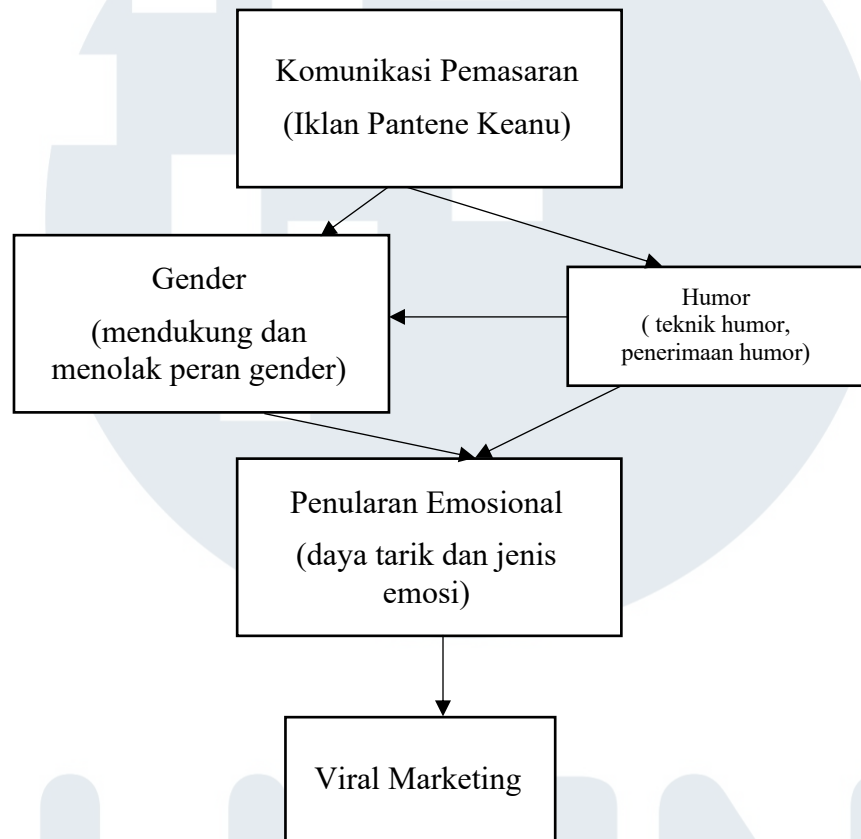 Komunikasi Pemasaran
(Iklan Pantene Keanu)
Gender
(mendukung dan
menolak peran gender)
Humor
( teknik humor,
penerimaan humor)
Penularan Emosional
(daya tarik dan jenis
emosi)
Viral Marketing